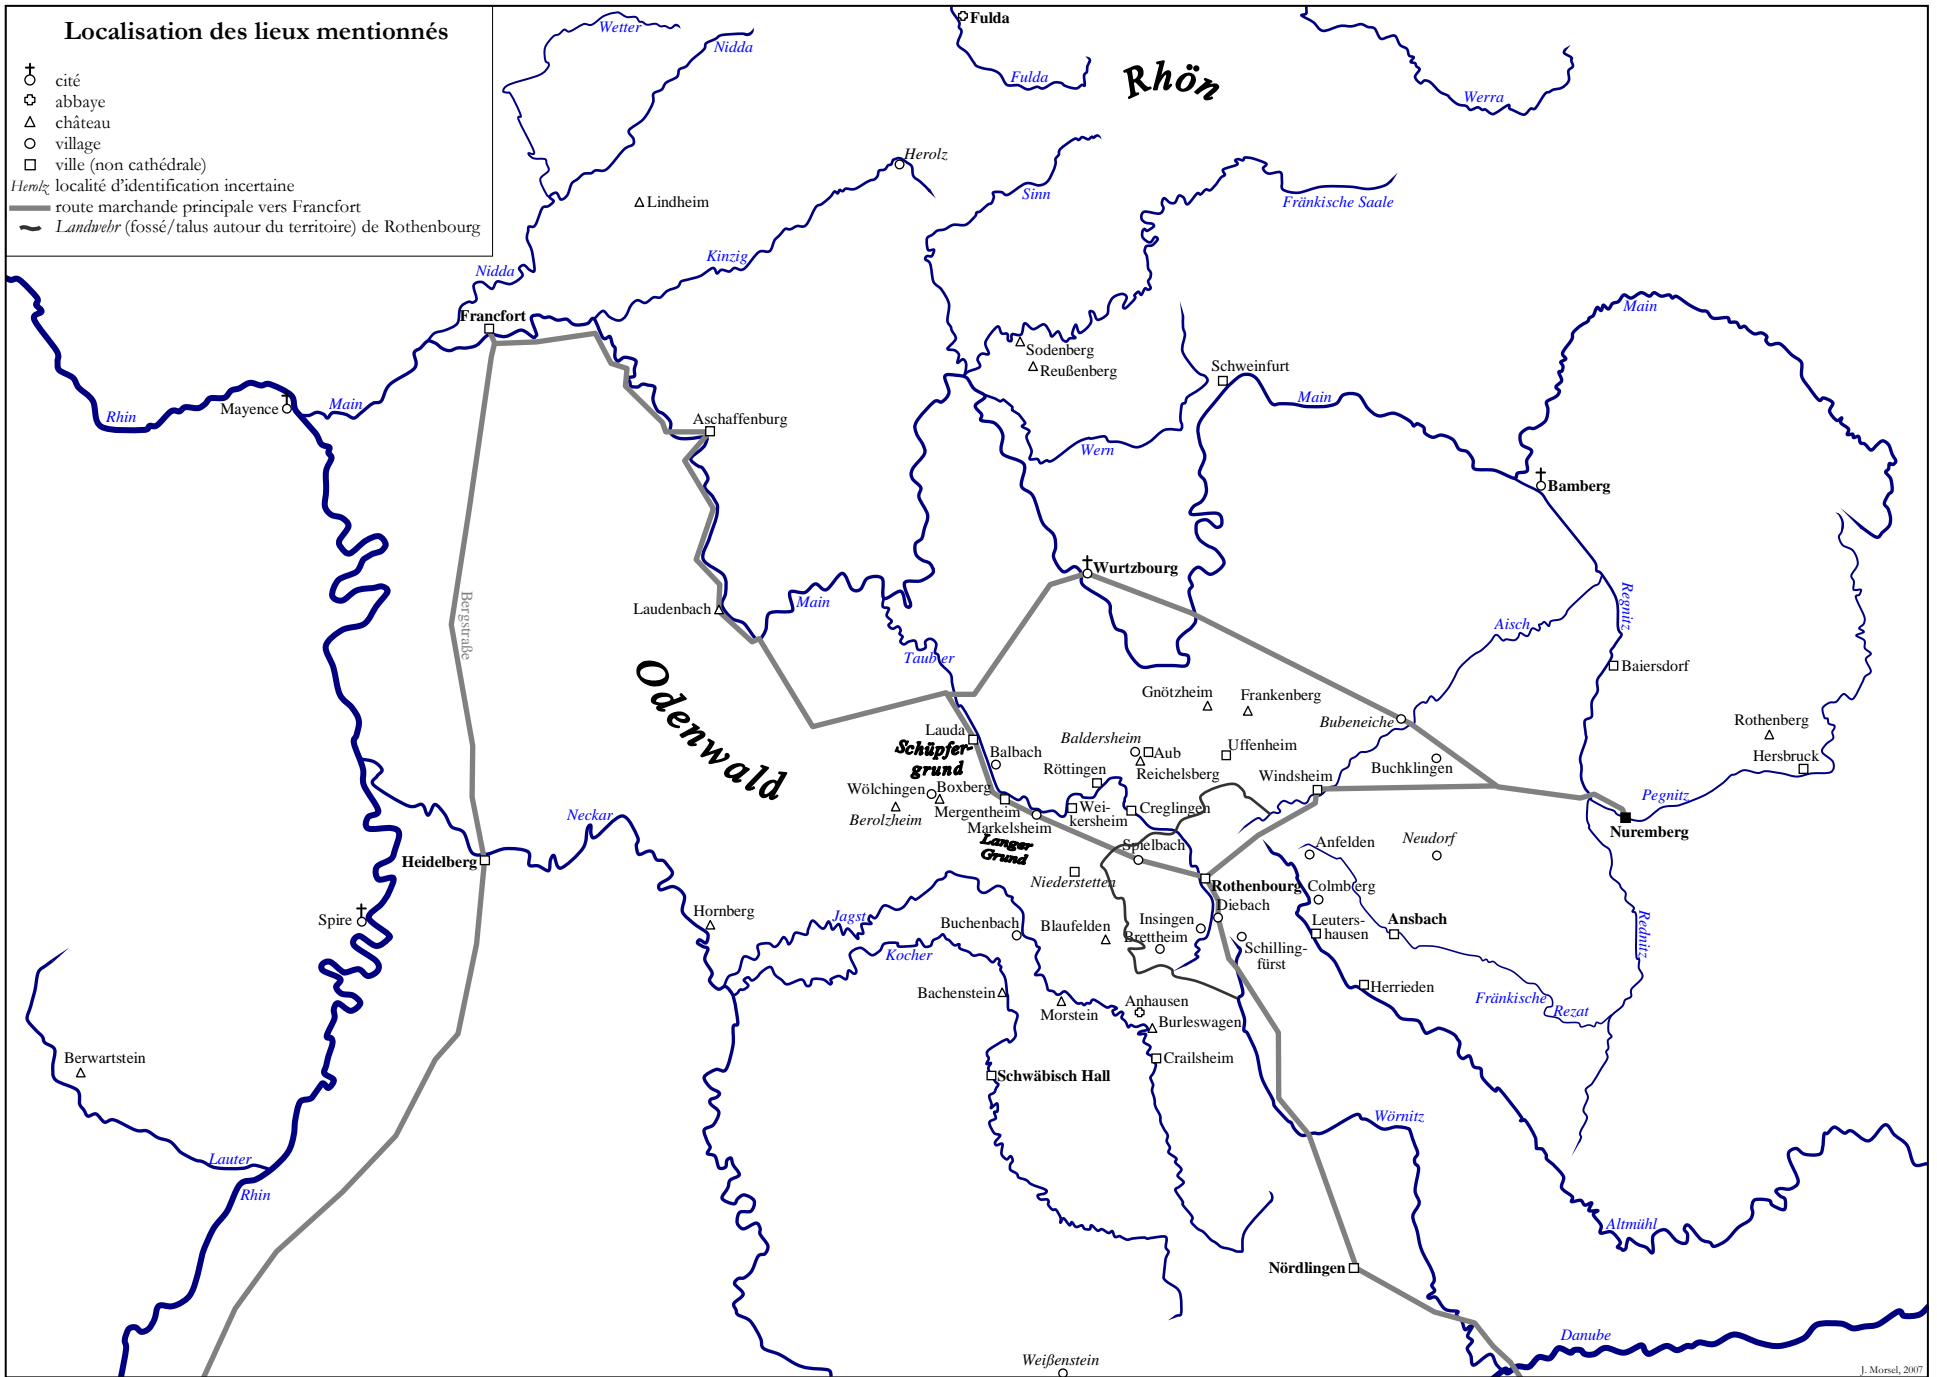 Localisation des lieux mentionnés
cité
abbaye
château
village
ville (non cathédrale)
Herolz localité d'identification incertaine
route marchande principale vers Francfort
Landwehr (fossé/talus autour du territoire) de Rothenbourg
Wetter
Nidda
Fulda
Fulda
Rhön
Werra
Herolz
Sinn
Fränkische Saale
Lindheim
Kinzig
Nidda
Francfort
Main
Sodenberg
Reußenberg
Schweinfurt
Main
Mayence
Main
Rhin
Aschaffenburg
Wern
Bamberg
Wurtzbourg
Bergstraße
Laudenbach
Main
Regnitz
Aisch
Tauber
Baiersdorf
Odenwald
Gnötzheim
Frankenberg
Bubeneiche
Rothenberg
Lauda
Schüpfer-
grund
Balbach
Baldersheim
Aub
Uffenheim
Hersbruck
Röttingen
Reichelsberg
Windsheim
Buchklingen
Wölchingen
Boxberg
Berolzheim
Mergentheim
Markelsheim
Wei-
kersheim
Creglingen
Pegnitz
Nuremberg
Neckar
Langer
Grund
Spielbach
Anfelden
Neudorf
Heidelberg
Niederstetten
Rothenbourg
Colmberg
Diebach
Hornberg
Jagst
Buchenbach
Blaufelden
Insingen
Brettheim
Leuters-
hausen
Ansbach
Rednitz
Spire
Kocher
Schilling-
fürst
Bachenstein
Morstein
Anhausen
Burleswagen
Herrieden
Fränkische
Rezat
Berwartstein
Crailsheim
Schwäbisch Hall
Wörnitz
Lauter
Rhin
Altmühl
Nördlingen
Danube
Weißenstein
J. Morsel, 2007